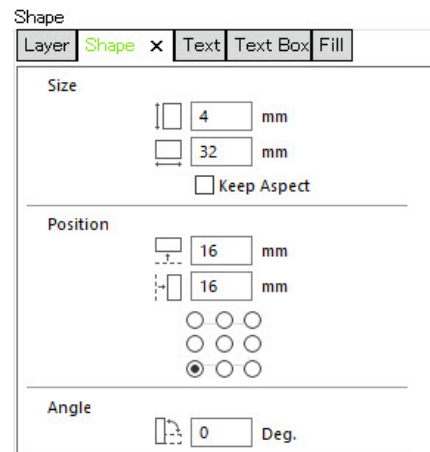 Shape
Layer Shape x Text Text Box Fill
Size
4 mm
32 mm
Keep Aspect
Position
16 mm
16 mm
Angle
0 Deg.